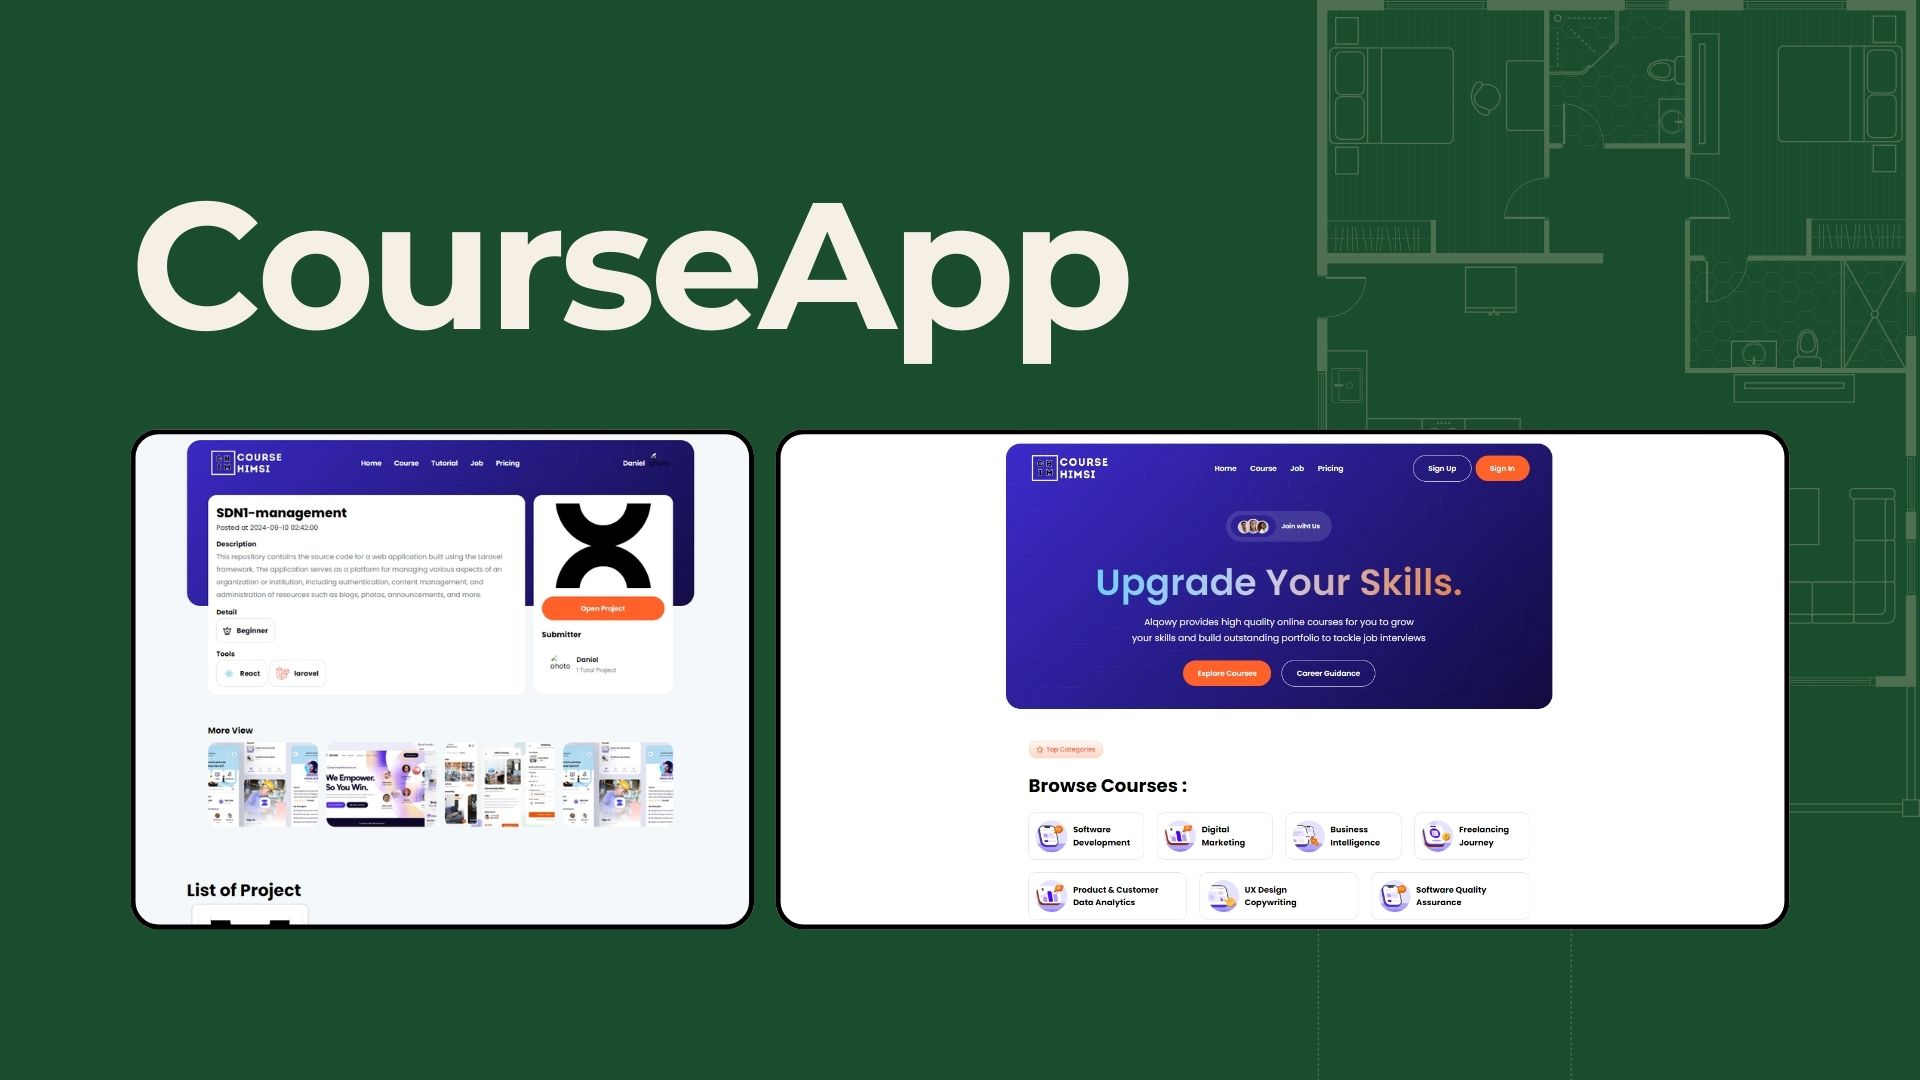 CourseApp
COURSE
HIMSI
Home Course Tutorial Job Pricing
Daniel photo
SDN1-management
Posted at 2024-09-10 02:42:00
Description
This repository contains the source code for a web application built using the Laravel
framework. The application serves as a platform for managing various aspects of an
organization or institution, including authentication, content management, and
administration of resources such as blogs, photos, announcements, and more.
Detail
Beginner
Tools
React laravel
Open Project
Submitter
photo
Daniel
1 Total Project
More View
We Empower.
So You Win.
List of Project
CH
IM
COURSE
HIMSI
Home Course Job Pricing
Sign Up Sign In
Join wiht Us
Upgrade Your Skills.
Alqowy provides high quality online courses for you to grow
your skills and build outstanding portfolio to tackle job interviews
Explore Courses Career Guidance
Top Categories
Browse Courses :
Software
Development
Digital
Marketing
Business
Intelligence
Freelancing
Journey
Product & Customer
Data Analytics
UX Design
Copywriting
Software Quality
Assurance